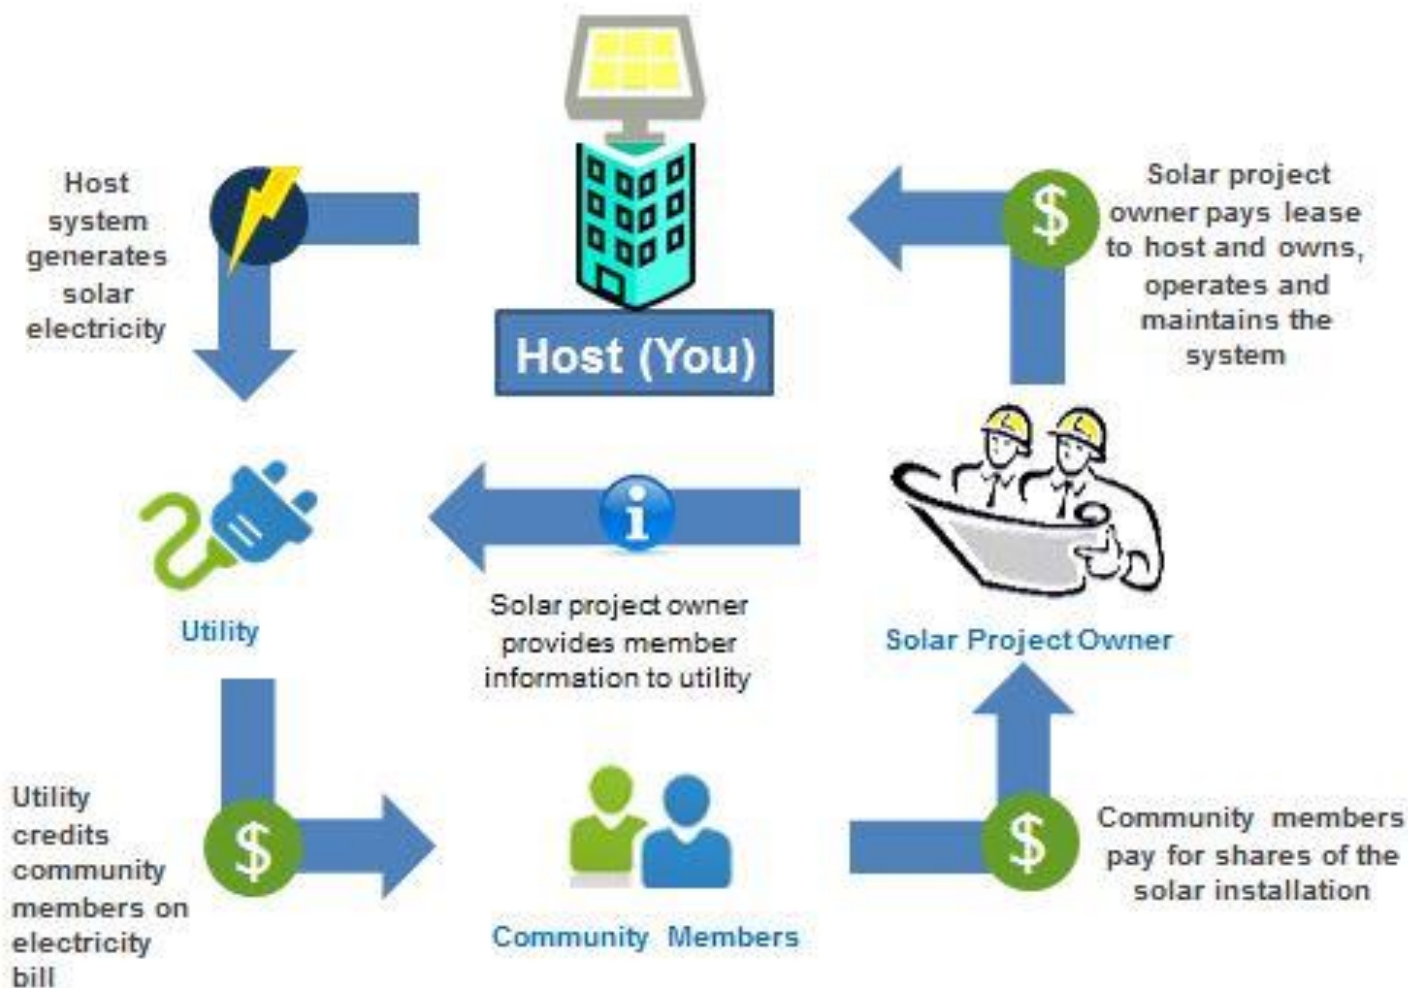 Host
system
generates
solar
electricity
Host (You)
$
Solar project
owner pays lease
to host and owns,
operates and
maintains the
system
i
Solar project owner
provides member
information to utility
Utility
Solar Project Owner
Utility
credits
community
members on
electricity
bill
$
Community Members
$
Community members
pay for shares of the
solar installation